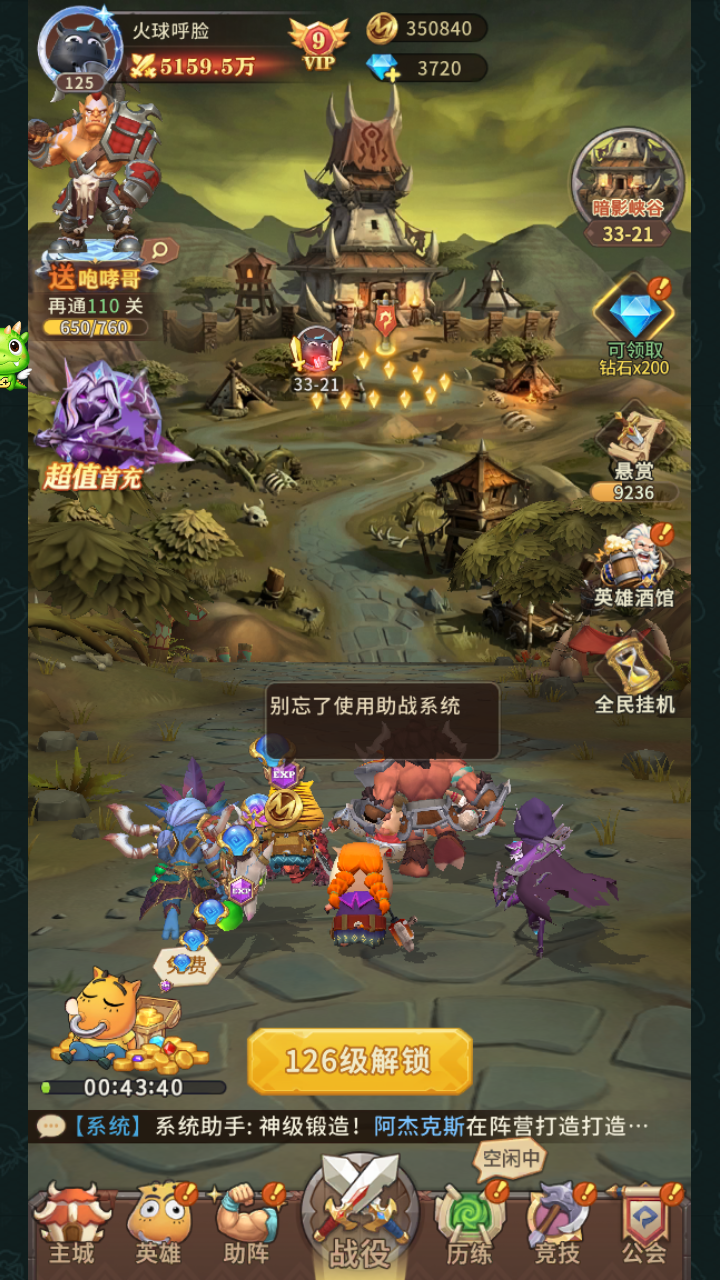 火球呼脸
125
5159.5万
9
VIP
350840
3720
暗影峡谷
33-21
送咆哮哥
再通110关
650/760
可领取
钻石x200
33-21
超值首充
悬赏
9236
英雄酒馆
全民挂机
别忘了使用助战系统
EXP
EXP
免费
00:43:40
126级解锁
【系统】 系统助手: 神级锻造! 阿杰克斯在阵营打造打造…
空闲中
主城
英雄
助阵
战役
历练
竞技
公会